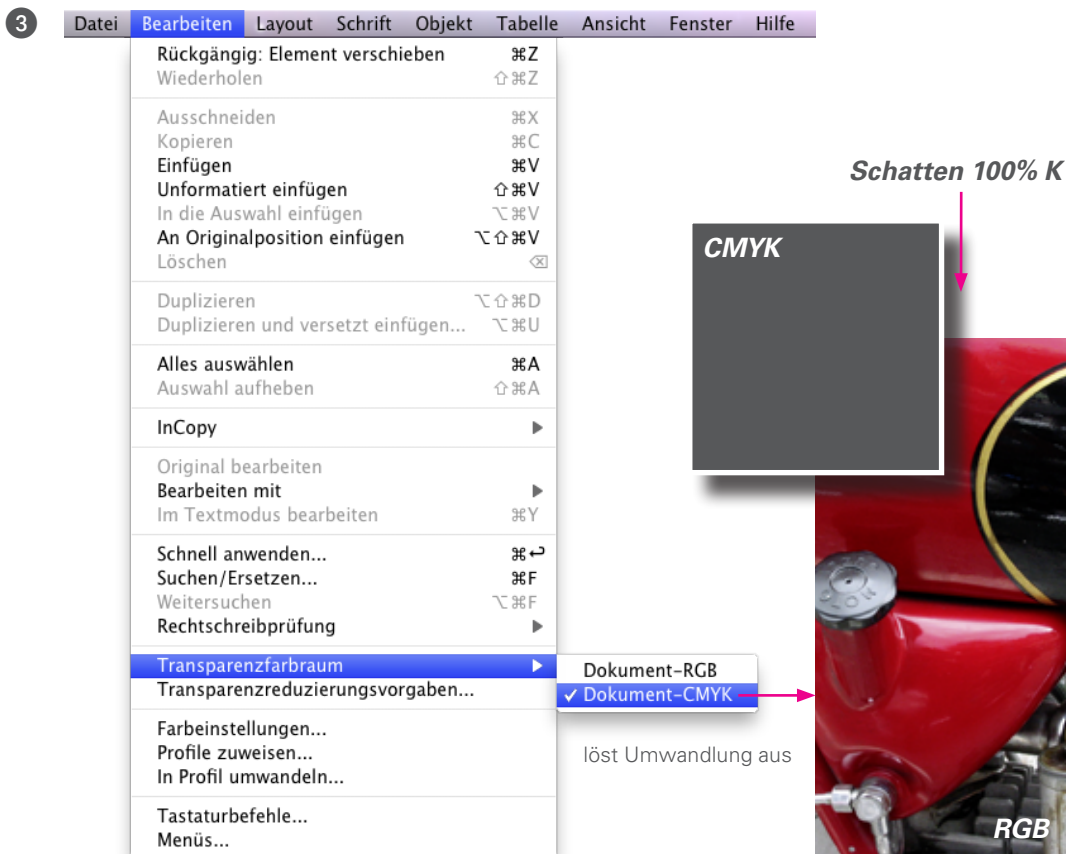 3
Datei Bearbeiten Layout Schrift Objekt Tabelle Ansicht Fenster Hilfe
Rückgängig: Element verschieben ⌘Z
Wiederholen ⇧⌘Z
Ausschneiden ⌘X
Kopieren ⌘C
Einfügen ⌘V
Unformatiert einfügen ⇧⌘V
In die Auswahl einfügen ⌥⌘V
An Originalposition einfügen ⌥⇧⌘V
Löschen ⌫
Duplizieren ⌥⇧⌘D
Duplizieren und versetzt einfügen... ⌥⌘U
Alles auswählen ⌘A
Auswahl aufheben ⇧⌘A
InCopy
Original bearbeiten
Bearbeiten mit
Im Textmodus bearbeiten ⌘Y
Schnell anwenden... ⌘↩
Suchen/Ersetzen... ⌘F
Weitersuchen ⌥⌘F
Rechtschreibprüfung
Transparenzfarbraum
Transparenzreduzierungsvorgaben...
Farbeinstellungen...
Profile zuweisen...
In Profil umwandeln...
Tastaturbefehle...
Menüs...
Dokument-RGB
✓ Dokument-CMYK
löst Umwandlung aus
Schatten 100% K
CMYK
RGB